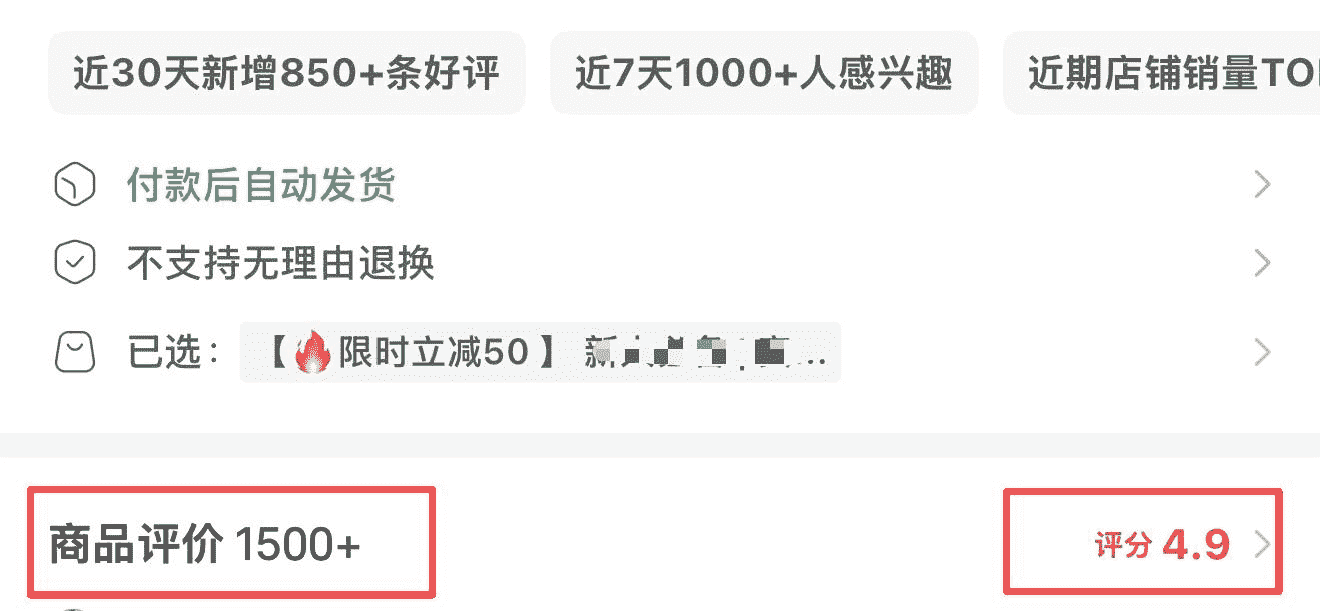 近30天新增850+条好评 近7天1000+人感兴趣 近期店铺销量TO
付款后自动发货
不支持无理由退换
已选： 【🔥限时立减50】 新...
商品评价 1500+ 评分 4.9